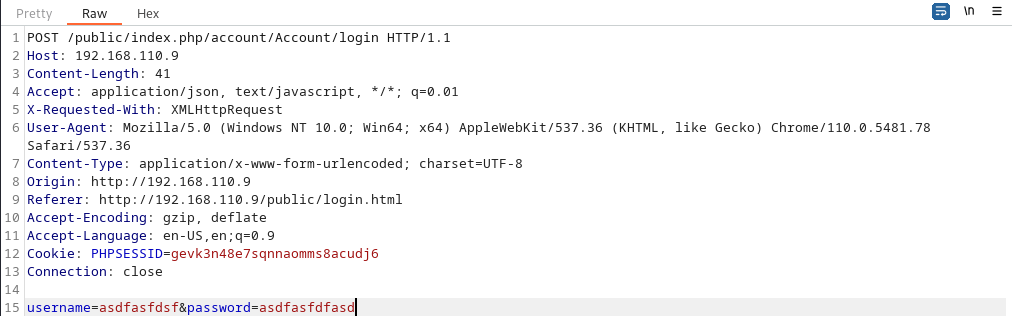 Pretty Raw Hex \n
1 POST /public/index.php/account/Account/login HTTP/1.1
2 Host: 192.168.110.9
3 Content-Length: 41
4 Accept: application/json, text/javascript, */*; q=0.01
5 X-Requested-With: XMLHttpRequest
6 User-Agent: Mozilla/5.0 (Windows NT 10.0; Win64; x64) AppleWebKit/537.36 (KHTML, like Gecko) Chrome/110.0.5481.78
Safari/537.36
7 Content-Type: application/x-www-form-urlencoded; charset=UTF-8
8 Origin: http://192.168.110.9
9 Referer: http://192.168.110.9/public/login.html
10 Accept-Encoding: gzip, deflate
11 Accept-Language: en-US,en;q=0.9
12 Cookie: PHPSESSID=gevk3n48e7sqnnaomms8acudj6
13 Connection: close
14
15 username=asdfasfdsf&password=asdfasfdfasd